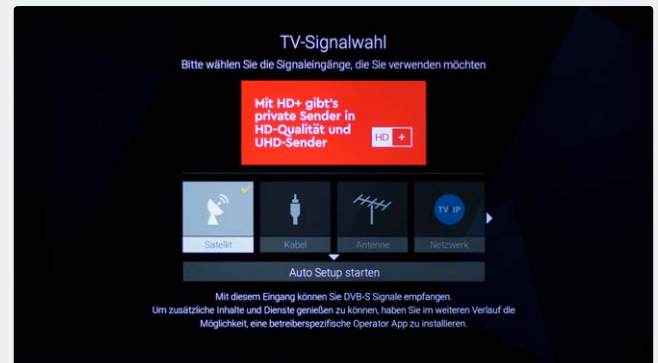 TV-Signalwahl
Bitte wählen Sie die Signaleingänge, die Sie verwenden möchten
Mit HD+ gibt's
private Sender in
HD-Qualität und
UHD-Sender
HD +
Satellit
Kabel
Antenne
TV IP
Netzwerk
Auto Setup starten
Mit diesem Eingang können Sie DVB-S Signale empfangen.
Um zusätzliche Inhalte und Dienste genießen zu können, haben Sie im weiteren Verlauf die
Möglichkeit, eine betreiberspezifische Operator App zu installieren.